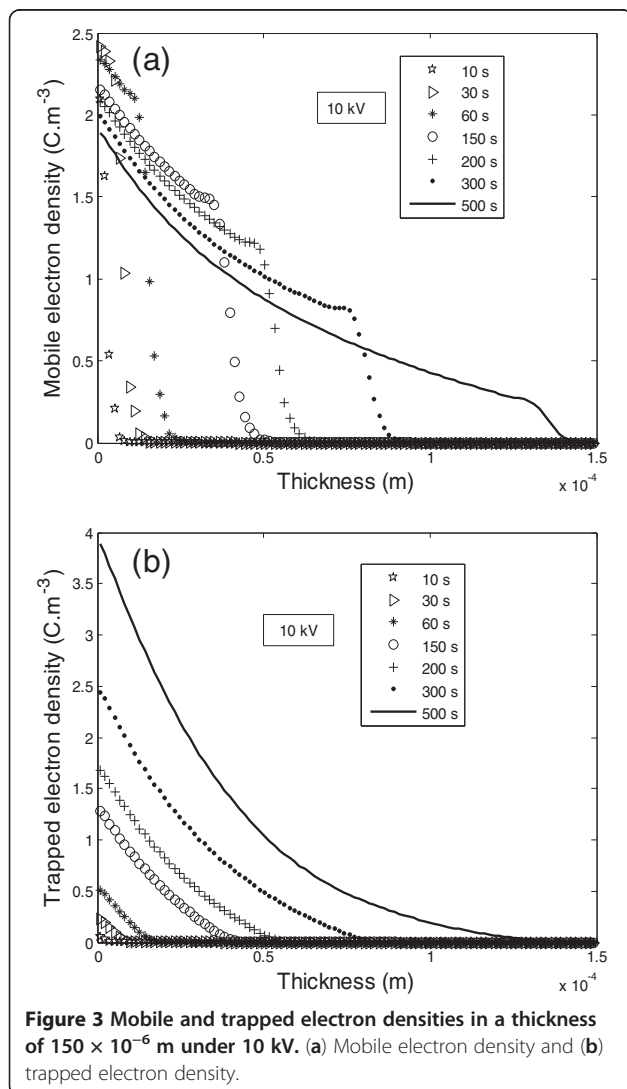 2.5
2
1.5
1
0.5
0
Mobile electron density (C.m-3)
(a)
10 kV
10 s
30 s
60 s
150 s
200 s
300 s
500 s
0
0.5
1
1.5
Thickness (m)
x 10-4
4
3.5
3
2.5
2
1.5
1
0.5
0
Trapped electron density (C.m-3)
(b)
10 kV
10 s
30 s
60 s
150 s
200 s
300 s
500 s
0
0.5
1
1.5
Thickness (m)
x 10-4
Figure 3 Mobile and trapped electron densities in a thickness
of 150 × 10−6 m under 10 kV. (a) Mobile electron density and (b)
trapped electron density.